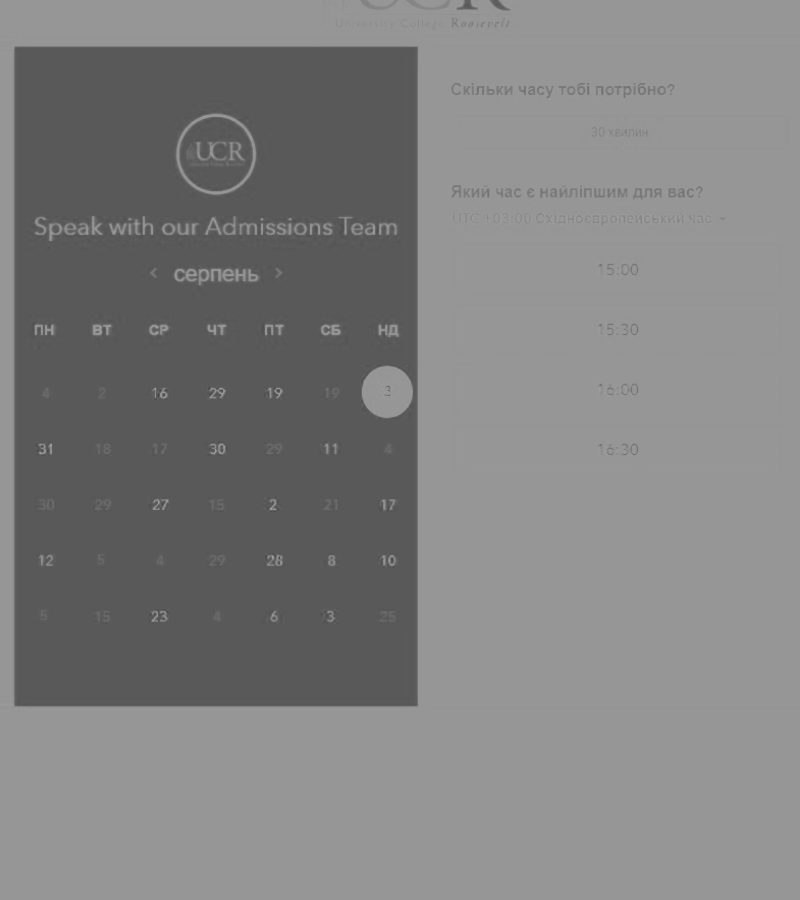 UCR
University College Roosevelt
UCR
Speak with our Admissions Team
< серпень >
ПН ВТ СР ЧТ ПТ СБ НД
4 2 16 29 19 19 3
31 18 17 30 29 11 4
30 29 27 15 2 21 17
12 5 4 29 28 8 10
5 15 23 4 6 3 25
Скільки часу тобі потрібно?
30 хвилин
Який час є найліпшим для вас?
UTC +03:00 Східноєвропейський час
15:00
15:30
16:00
16:30